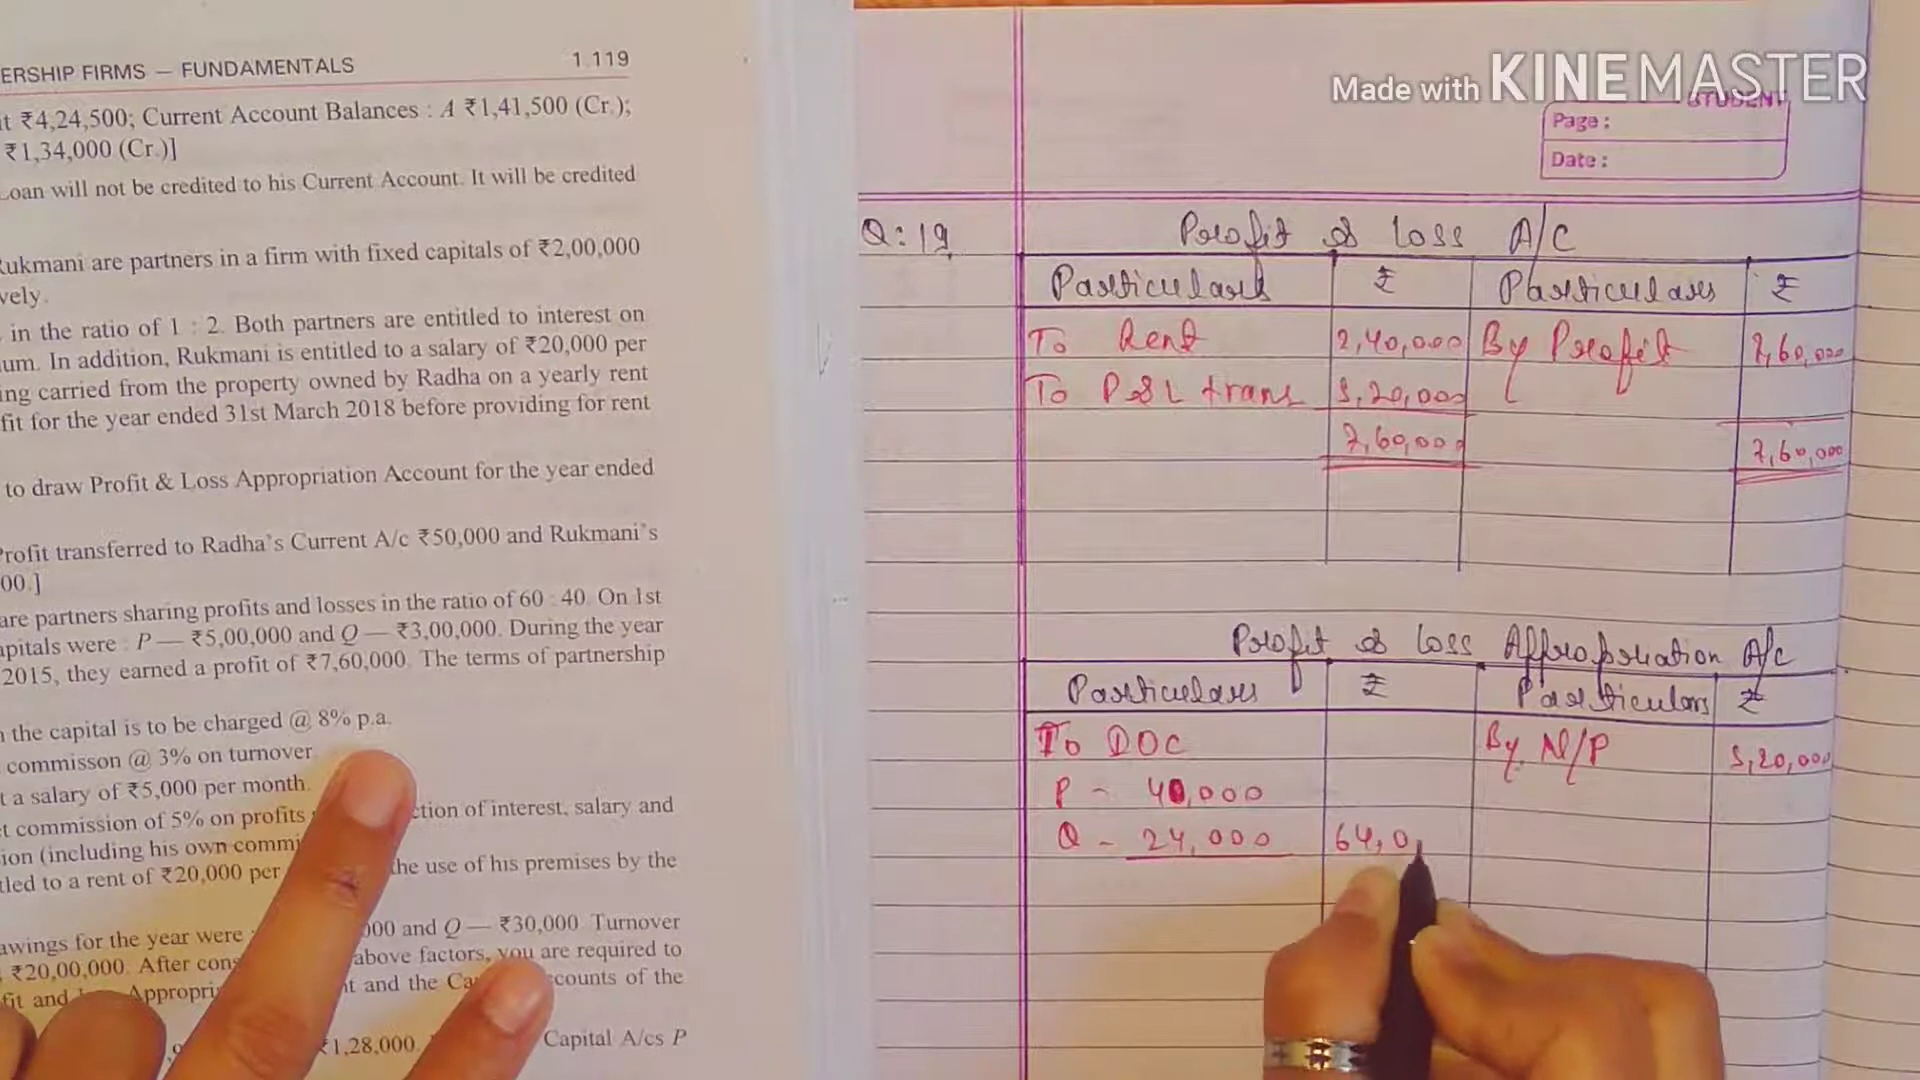 ERSHIP FIRMS — FUNDAMENTALS 1.119
it ₹4,24,500; Current Account Balances : A ₹1,41,500 (Cr.);
₹1,34,000 (Cr.)]
Loan will not be credited to his Current Account. It will be credited
Rukmani are partners in a firm with fixed capitals of ₹2,00,000
vely.
in the ratio of 1 : 2. Both partners are entitled to interest on
um. In addition, Rukmani is entitled to a salary of ₹20,000 per
ing carried from the property owned by Radha on a yearly rent
fit for the year ended 31st March 2018 before providing for rent
to draw Profit & Loss Appropriation Account for the year ended
Profit transferred to Radha's Current A/c ₹50,000 and Rukmani's
00.]
are partners sharing profits and losses in the ratio of 60 : 40. On 1st
apitals were : P — ₹5,00,000 and Q — ₹3,00,000. During the year
2015, they earned a profit of ₹7,60,000. The terms of partnership
n the capital is to be charged @ 8% p.a.
commisson @ 3% on turnover.
t a salary of ₹5,000 per month.
t commission of 5% on profits ction of interest, salary and
ion (including his own commi
tled to a rent of ₹20,000 per the use of his premises by the
awings for the year were 000 and Q — ₹30,000. Turnover
₹20,00,000. After cons above factors, you are required to
fit and Appropri nt and the Ca ccounts of the
₹1,28,000. Capital A/cs P
Made with KINEMASTER
STUDENT
Page :
Date :
Q:19 Profit & Loss A/C
Particulars ₹ Particulars ₹
To Rent 2,40,000 By Profit 7,60,000
To P&L trans 5,20,000
7,60,000 7,60,000
Profit & Loss Appropriation A/c
Particulars ₹ Particulars ₹
To IOC By N/P 5,20,000
P - 40,000
Q - 24,000 64,0